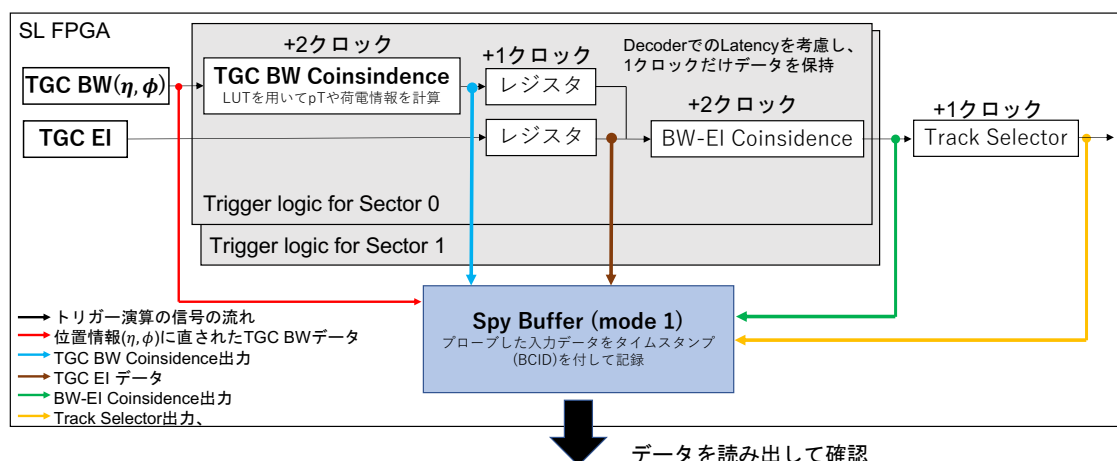 SL FPGA
+2クロック
+1クロック
DecoderでのLatencyを考慮し、
1クロックだけデータを保持
TGC BW(η, ϕ)
TGC BW Coinsindence
LUTを用いてpTや荷電情報を計算
レジスタ
+2クロック
+1クロック
TGC EI
レジスタ
BW-EI Coinsidence
Track Selector
Trigger logic for Sector 0
Trigger logic for Sector 1
Spy Buffer (mode 1)
プローブした入力データをタイムスタンプ
(BCID)を付して記録
トリガー演算の信号の流れ
位置情報(η, ϕ)に直されたTGC BWデータ
TGC BW Coinsidence出力
TGC EI データ
BW-EI Coinsidence出力
Track Selector出力、
データを読み出して確認